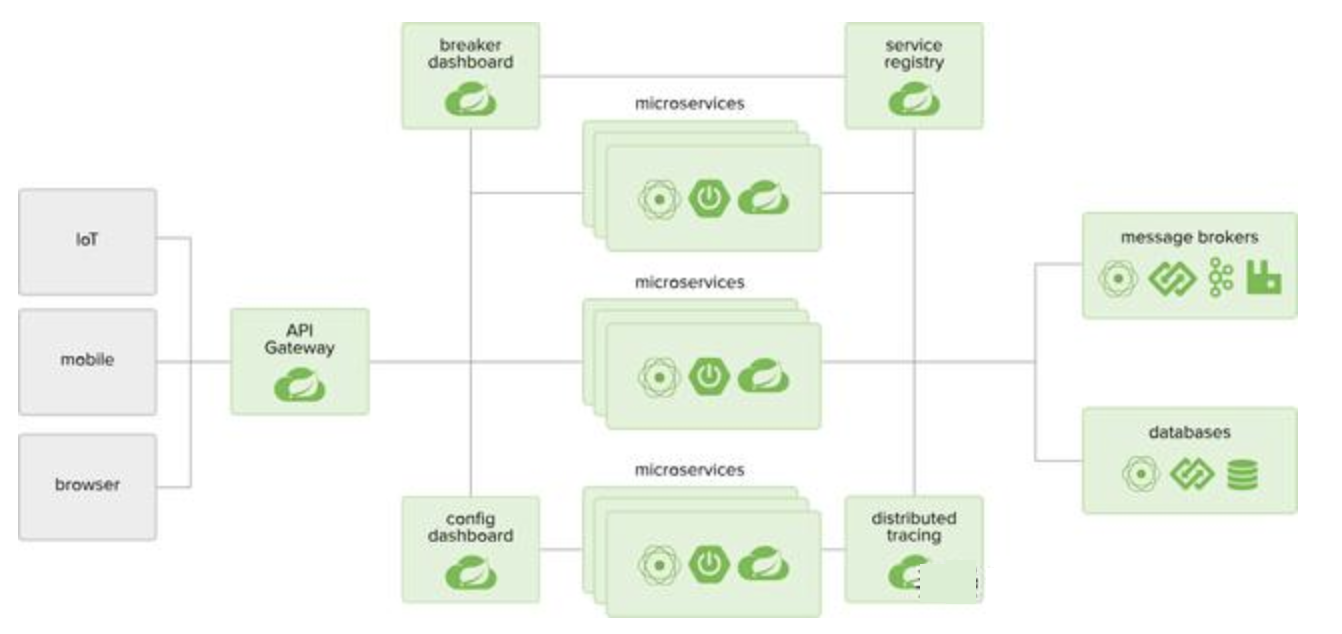 breaker
dashboard
service
registry
microservices
IoT
mobile
browser
API
Gateway
microservices
message brokers
databases
microservices
config
dashboard
distributed
tracing